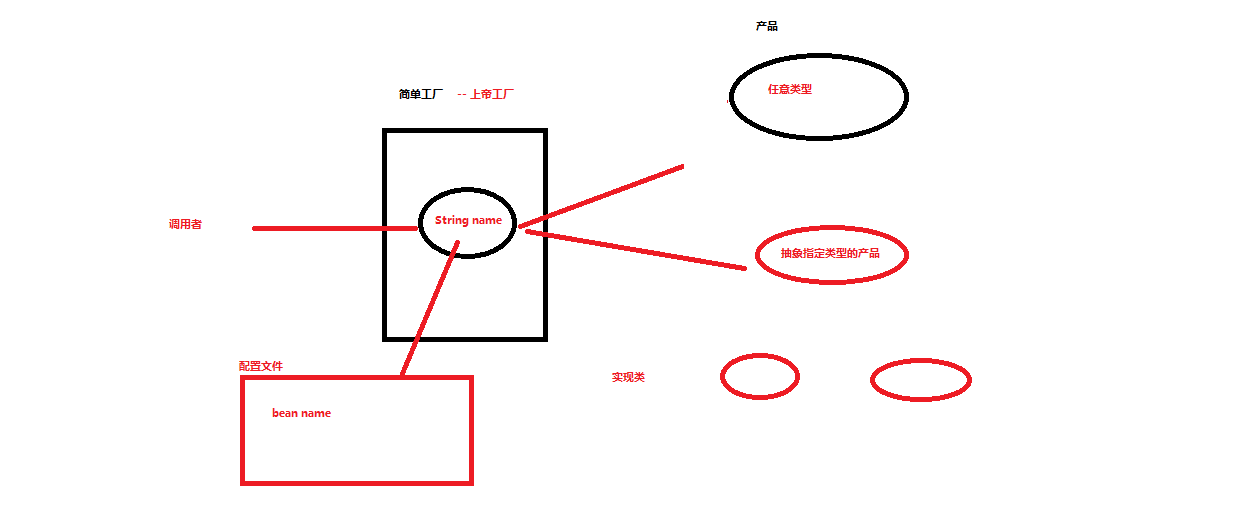 产品
任意类型
简单工厂 -- 上帝工厂
String name
调用者
抽象指定类型的产品
配置文件
实现类
bean name